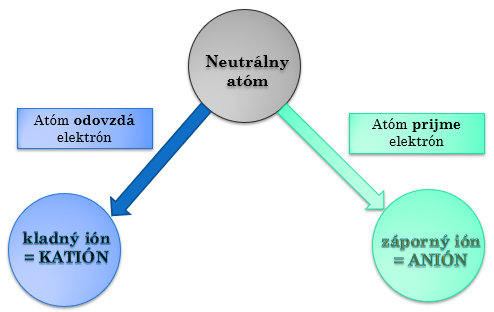 Neutrálny
atóm
Atóm odovzdá
elektrón
Atóm prijme
elektrón
kladný ión
= KATIÓN
záporný ión
= ANIÓN